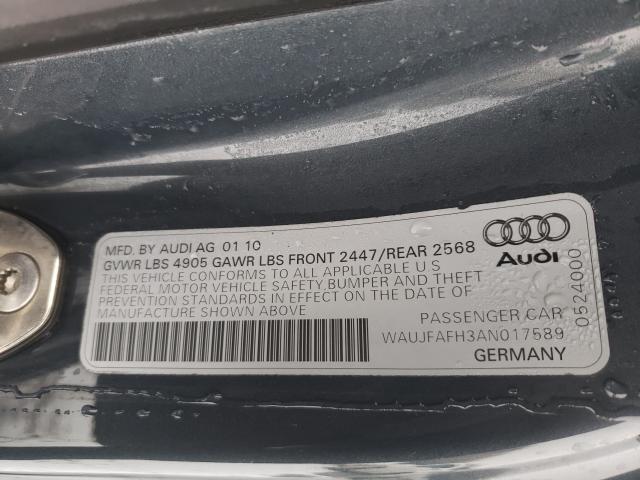 MFD. BY AUDI AG 01 10
GVWR LBS 4905 GAWR LBS FRONT 2447/REAR 2568
THIS VEHICLE CONFORMS TO ALL APPLICABLE U S
FEDERAL MOTOR VEHICLE SAFETY, BUMPER AND THEFT
PREVENTION STANDARDS IN EFFECT ON THE DATE OF
MANUFACTURE SHOWN ABOVE
Audi
0524000
PASSENGER CAR
WAUJFAFH3AN017589
GERMANY